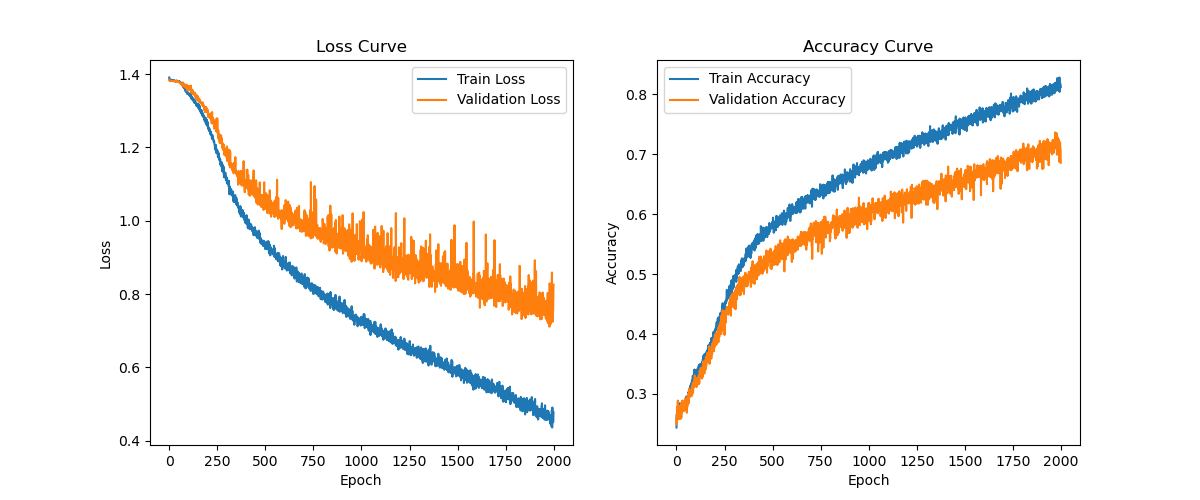 Loss Curve
Train Loss
Validation Loss
1.4
1.2
1.0
0.8
0.6
0.4
Loss
0 250 500 750 1000 1250 1500 1750 2000
Epoch
Accuracy Curve
Train Accuracy
Validation Accuracy
0.8
0.7
0.6
0.5
0.4
0.3
Accuracy
0 250 500 750 1000 1250 1500 1750 2000
Epoch